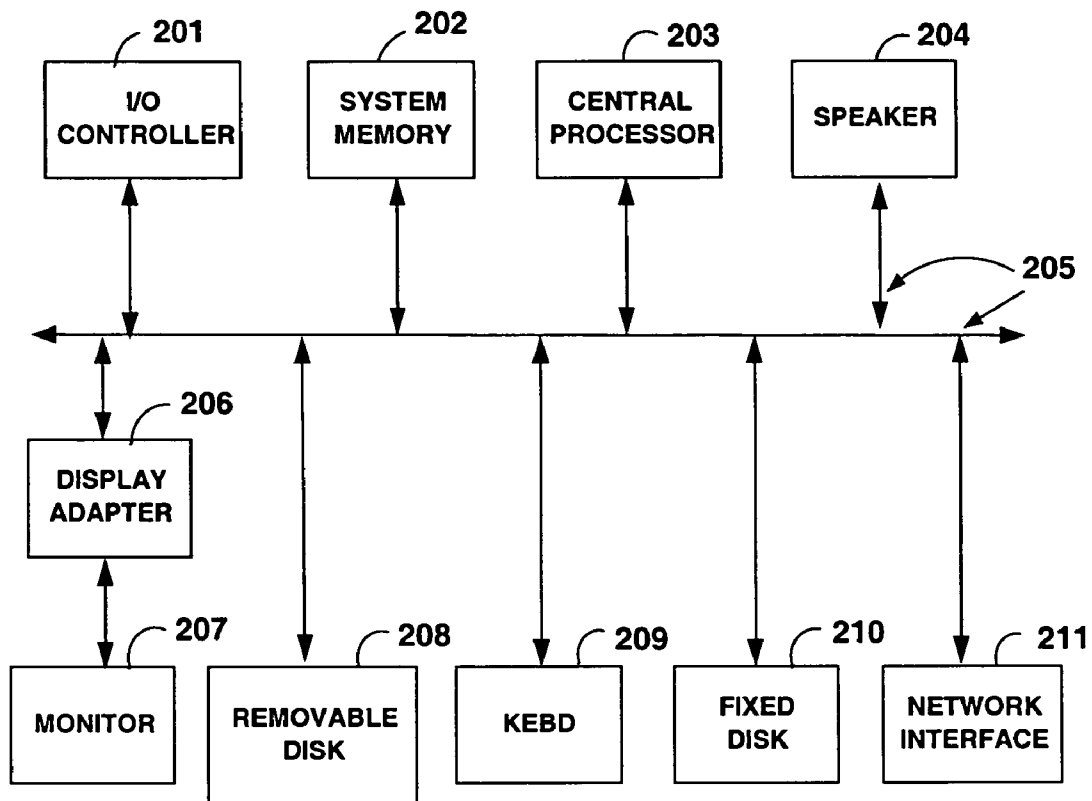 201
202
203
204
I/O
CONTROLLER
SYSTEM
MEMORY
CENTRAL
PROCESSOR
SPEAKER
205
206
DISPLAY
ADAPTER
207
208
209
210
211
MONITOR
REMOVABLE
DISK
KEBD
FIXED
DISK
NETWORK
INTERFACE